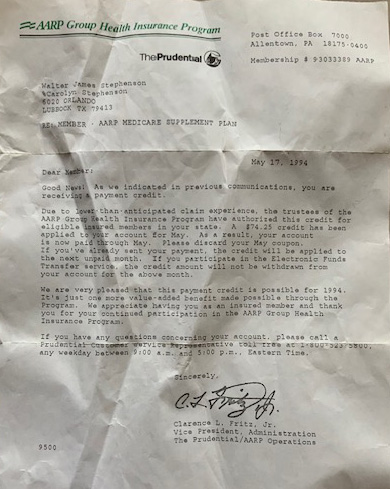 AARP Group Health Insurance Program
Post Office Box 7000
Allentown, PA 18175-0400
ThePrudential
Membership # 93033389 AARP
Walter James Stephenson
%Carolyn Stephenson
6020 ORLANDO
LUBBOCK TX 79413
RE: MEMBER - AARP MEDICARE SUPPLEMENT PLAN
May 17, 1994
Dear Member:
Good News! As we indicated in previous communications, you are
receiving a payment credit.
Due to lower-than-anticipated claim experience, the trustees of the
AARP Group Health Insurance Program have authorized this credit for
eligible insured members in your state. A $74.25 credit has been
applied to your account for May. As a result, your account
is now paid through May. Please discard your May coupon.
If you've already sent your payment, the credit will be applied to
the next unpaid month. If you participate in the Electronic Funds
Transfer service, the credit amount will not be withdrawn from
your account for the above month.
We are very pleased that this payment credit is possible for 1994.
It's just one more value-added benefit made possible through the
Program. We appreciate having you as an insured member and thank
you for your continued participation in the AARP Group Health
Insurance Program.
If you have any questions concerning your account, please call a
Prudential Customer Service Representative toll free at 1-800-523-5800,
any weekday between 9:00 a.m. and 5:00 p.m., Eastern Time.
Sincerely,
C L Fritz, Jr.
Clarence L. Fritz, Jr.
Vice President, Administration
The Prudential/AARP Operations
9500